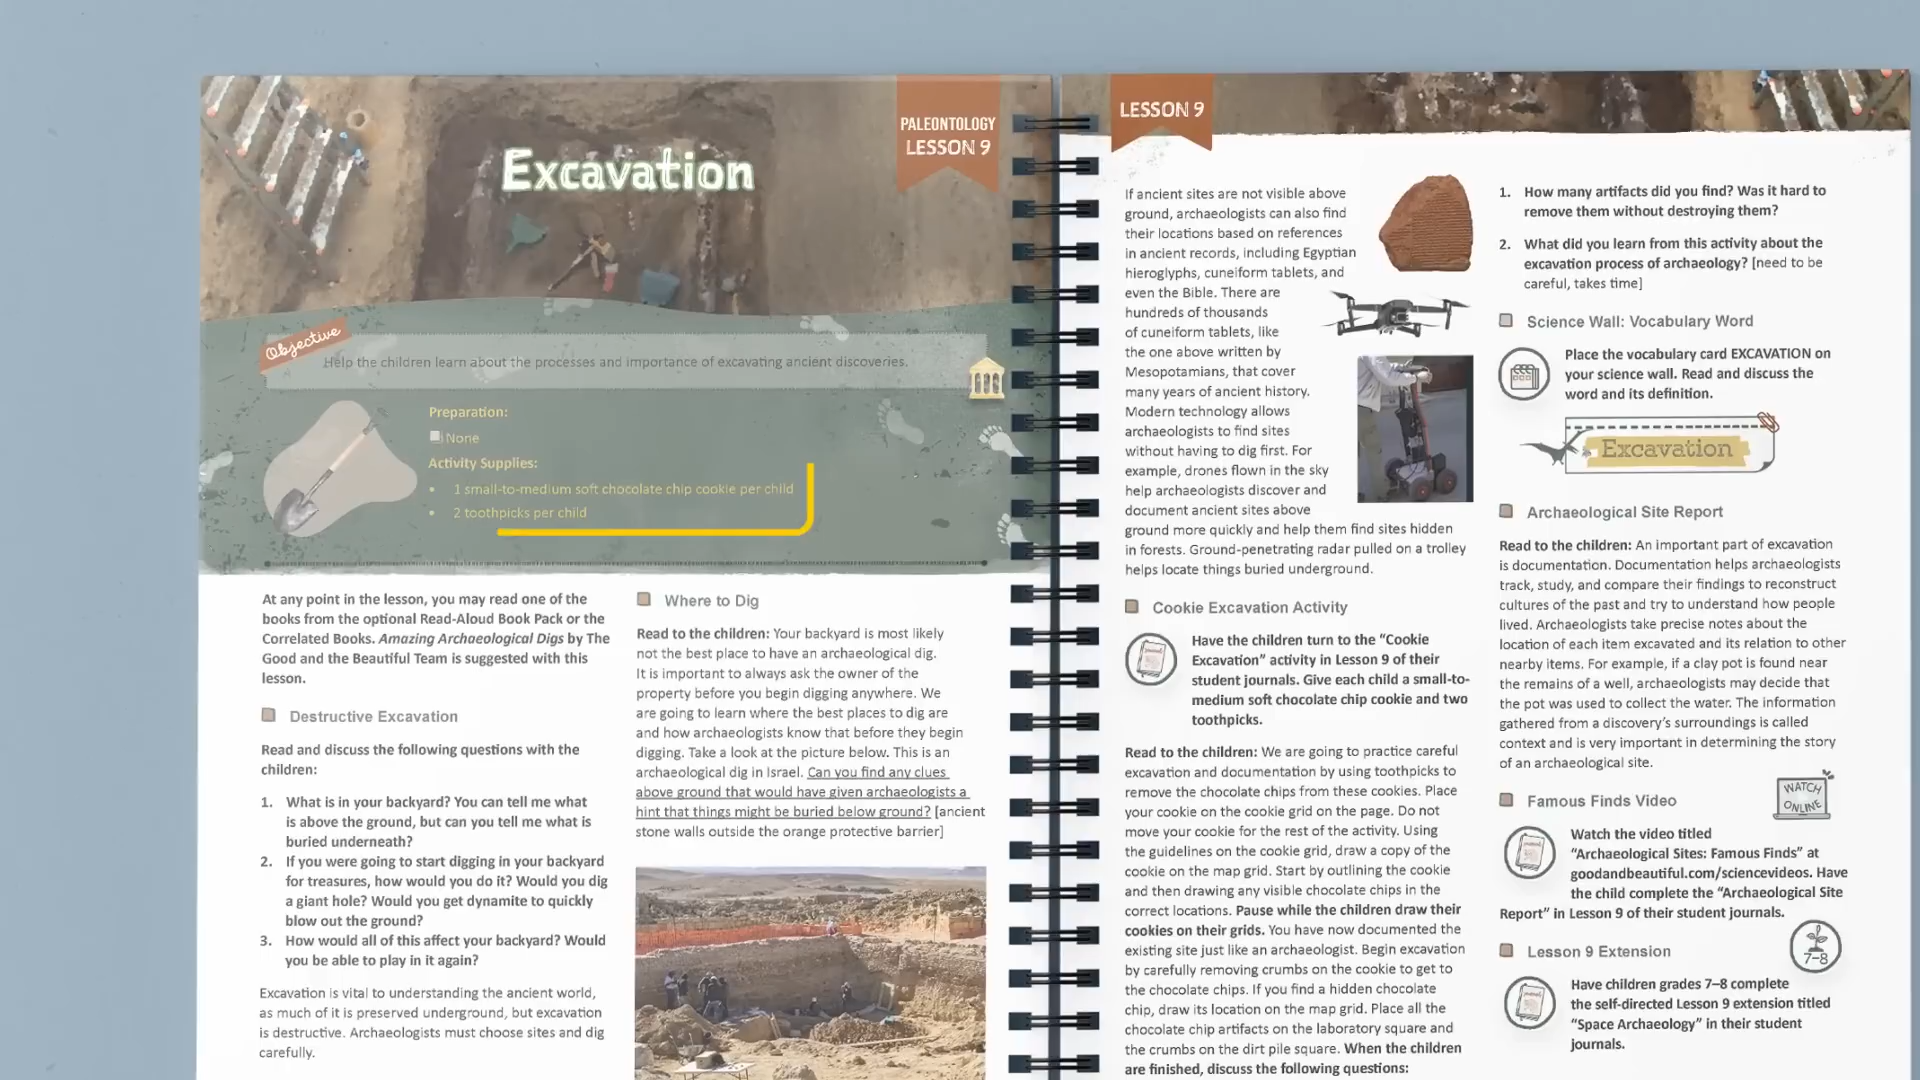 Excavation
PALEONTOLOGY
LESSON 9
Objective
Help the children learn about the processes and importance of excavating ancient discoveries.
Preparation:
None
Activity Supplies:
• 1 small-to-medium soft chocolate chip cookie per child
• 2 toothpicks per child
At any point in the lesson, you may read one of the
books from the optional Read-Aloud Book Pack or the
Correlated Books. Amazing Archaeological Digs by The
Good and the Beautiful Team is suggested with this
lesson.
Destructive Excavation
Read and discuss the following questions with the
children:
1. What is in your backyard? You can tell me what
is above the ground, but can you tell me what is
buried underneath?
2. If you were going to start digging in your backyard
for treasures, how would you do it? Would you dig
a giant hole? Would you get dynamite to quickly
blow out the ground?
3. How would all of this affect your backyard? Would
you be able to play in it again?
Excavation is vital to understanding the ancient world,
as much of it is preserved underground, but excavation
is destructive. Archaeologists must choose sites and dig
carefully.
Where to Dig
Read to the children: Your backyard is most likely
not the best place to have an archaeological dig.
It is important to always ask the owner of the
property before you begin digging anywhere. We
are going to learn where the best places to dig are
and how archaeologists know that before they begin
digging. Take a look at the picture below. This is an
archaeological dig in Israel. Can you find any clues
above ground that would have given archaeologists a
hint that things might be buried below ground? [ancient
stone walls outside the orange protective barrier]
LESSON 9
If ancient sites are not visible above
ground, archaeologists can also find
their locations based on references
in ancient records, including Egyptian
hieroglyphs, cuneiform tablets, and
even the Bible. There are
hundreds of thousands
of cuneiform tablets, like
the one above written by
Mesopotamians, that cover
many years of ancient history.
Modern technology allows
archaeologists to find sites
without having to dig first. For
example, drones flown in the sky
help archaeologists discover and
document ancient sites above
ground more quickly and help them find sites hidden
in forests. Ground-penetrating radar pulled on a trolley
helps locate things buried underground.
Cookie Excavation Activity
Have the children turn to the “Cookie
Excavation” activity in Lesson 9 of their
student journals. Give each child a small-to-
medium soft chocolate chip cookie and two
toothpicks.
Read to the children: We are going to practice careful
excavation and documentation by using toothpicks to
remove the chocolate chips from these cookies. Place
your cookie on the cookie grid on the page. Do not
move your cookie for the rest of the activity. Using
the guidelines on the cookie grid, draw a copy of the
cookie on the map grid. Start by outlining the cookie
and then drawing any visible chocolate chips in the
correct locations. Pause while the children draw their
cookies on their grids. You have now documented the
existing site just like an archaeologist. Begin excavation
by carefully removing crumbs on the cookie to get to
the chocolate chips. If you find a hidden chocolate
chip, draw its location on the map grid. Place all the
chocolate chip artifacts on the laboratory square and
the crumbs on the dirt pile square. When the children
are finished, discuss the following questions:
1. How many artifacts did you find? Was it hard to
remove them without destroying them?
2. What did you learn from this activity about the
excavation process of archaeology? [need to be
careful, takes time]
Science Wall: Vocabulary Word
Place the vocabulary card EXCAVATION on
your science wall. Read and discuss the
word and its definition.
Excavation
Archaeological Site Report
Read to the children: An important part of excavation
is documentation. Documentation helps archaeologists
track, study, and compare their findings to reconstruct
cultures of the past and try to understand how people
lived. Archaeologists take precise notes about the
location of each item excavated and its relation to other
nearby items. For example, if a clay pot is found near
the remains of a well, archaeologists may decide that
the pot was used to collect the water. The information
gathered from a discovery’s surroundings is called
context and is very important in determining the story
of an archaeological site.
Famous Finds Video
WATCH
ONLINE
Watch the video titled
“Archaeological Sites: Famous Finds” at
goodandbeautiful.com/sciencevideos. Have
the child complete the “Archaeological Site
Report” in Lesson 9 of their student journals.
Lesson 9 Extension
7–8
Have children grades 7–8 complete
the self-directed Lesson 9 extension titled
“Space Archaeology” in their student
journals.